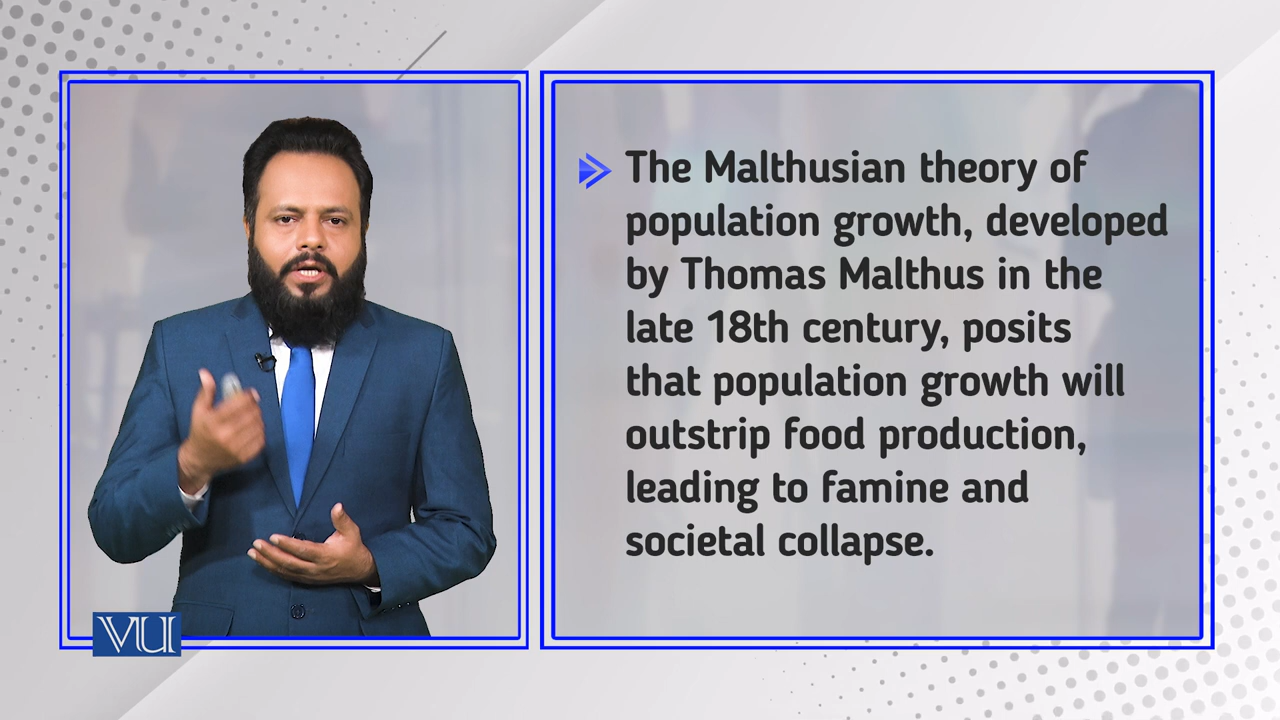 The Malthusian theory of
population growth, developed
by Thomas Malthus in the
late 18th century, posits
that population growth will
outstrip food production,
leading to famine and
societal collapse.
VU